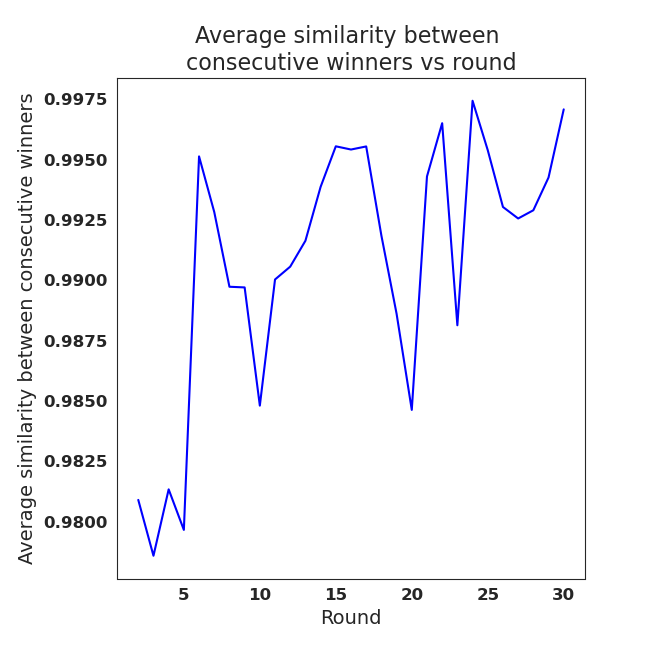 Average similarity between
consecutive winners vs round
Average similarity between consecutive winners
0.9975
0.9950
0.9925
0.9900
0.9875
0.9850
0.9825
0.9800
5 10 15 20 25 30
Round